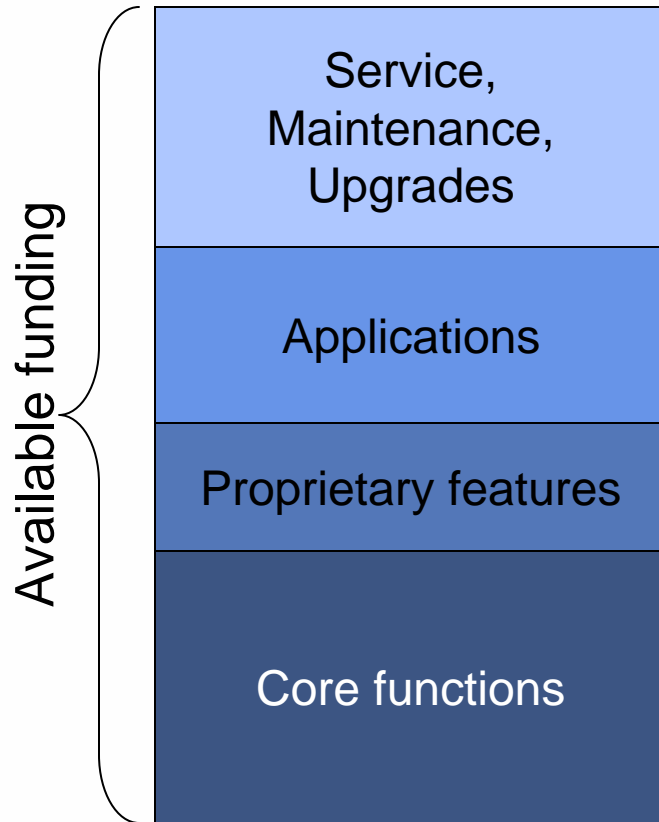 Available funding
Service,
Maintenance,
Upgrades
Applications
Proprietary features
Core functions